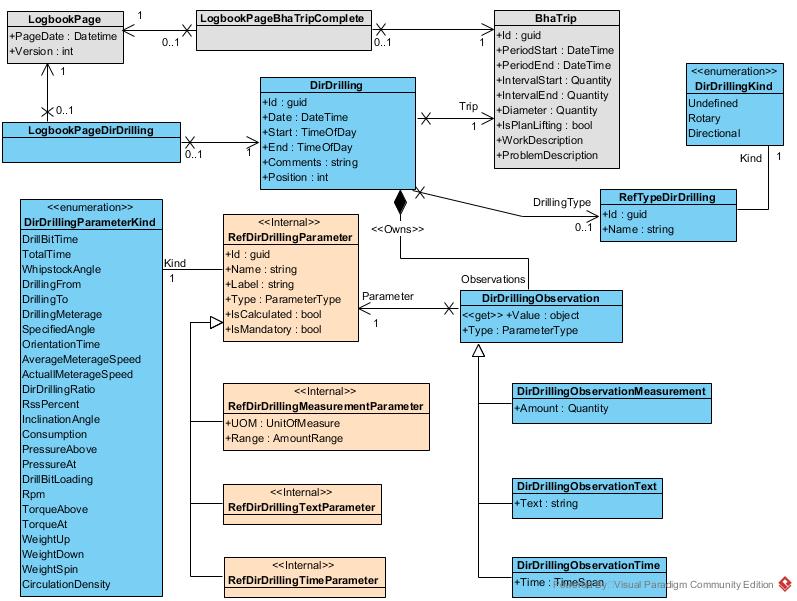 LogbookPage
+PageDate : Datetime
+Version : int
1
0..1
LogbookPageBhaTripComplete
0..1
1
BhaTrip
+Id : guid
+PeriodStart : DateTime
+PeriodEnd : DateTime
+IntervalStart : Quantity
+IntervalEnd : Quantity
+Diameter : Quantity
+IsPlanLifting : bool
+WorkDescription
+ProblemDescription
<<enumeration>>
DirDrillingKind
Undefined
Rotary
Directional
Kind
1
1
0..1
LogbookPageDirDrilling
0..1
1
DirDrilling
+Id : guid
+Date : DateTime
+Start : TimeOfDay
+End : TimeOfDay
+Comments : string
+Position : int
Trip
1
DrillingType
0..1
RefTypeDirDrilling
+Id : guid
+Name : string
<<Owns>>
Observations
<<enumeration>>
DirDrillingParameterKind
DrillBitTime
TotalTime
WhipstockAngle
DrillingFrom
DrillingTo
DrillingMeterage
SpecifiedAngle
OrientationTime
AverageMeterageSpeed
ActuallMeterageSpeed
DirDrillingRatio
RssPercent
InclinationAngle
Consumption
PressureAbove
PressureAt
DrillBitLoading
Rpm
TorqueAbove
TorqueAt
WeightUp
WeightDown
WeightSpin
CirculationDensity
Kind
1
<<Internal>>
RefDirDrillingParameter
+Id : guid
+Name : string
+Label : string
+Type : ParameterType
+IsCalculated : bool
+IsMandatory : bool
Parameter
1
DirDrillingObservation
<<get>> +Value : object
+Type : ParameterType
<<Internal>>
RefDirDrillingMeasurementParameter
+UOM : UnitOfMeasure
+Range : AmountRange
<<Internal>>
RefDirDrillingTextParameter
<<Internal>>
RefDirDrillingTimeParameter
DirDrillingObservationMeasurement
+Amount : Quantity
DirDrillingObservationText
+Text : string
DirDrillingObservationTime
+Time : TimeSpan
Powered By Visual Paradigm Community Edition